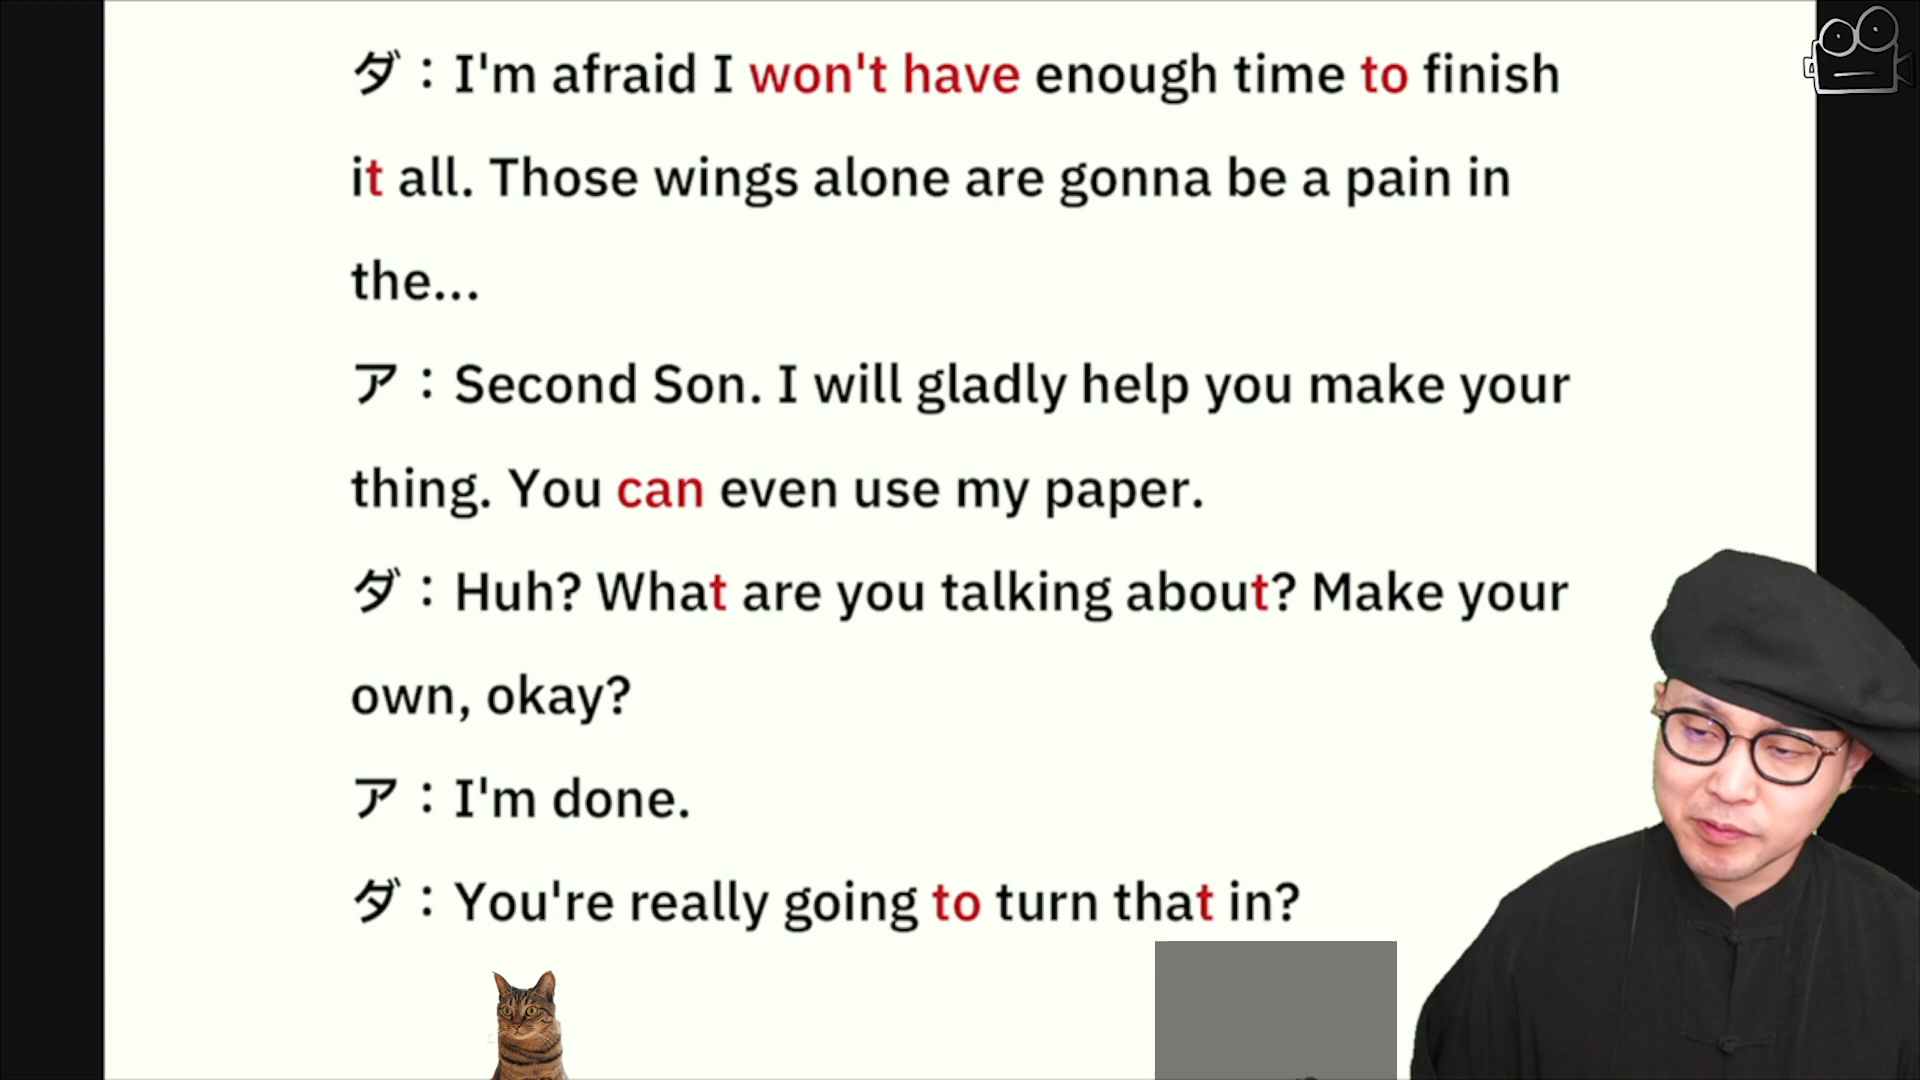 ダ：I'm afraid I won't have enough time to finish
it all. Those wings alone are gonna be a pain in
the...
ア：Second Son. I will gladly help you make your
thing. You can even use my paper.
ダ：Huh? What are you talking about? Make your
own, okay?
ア：I'm done.
ダ：You're really going to turn that in?